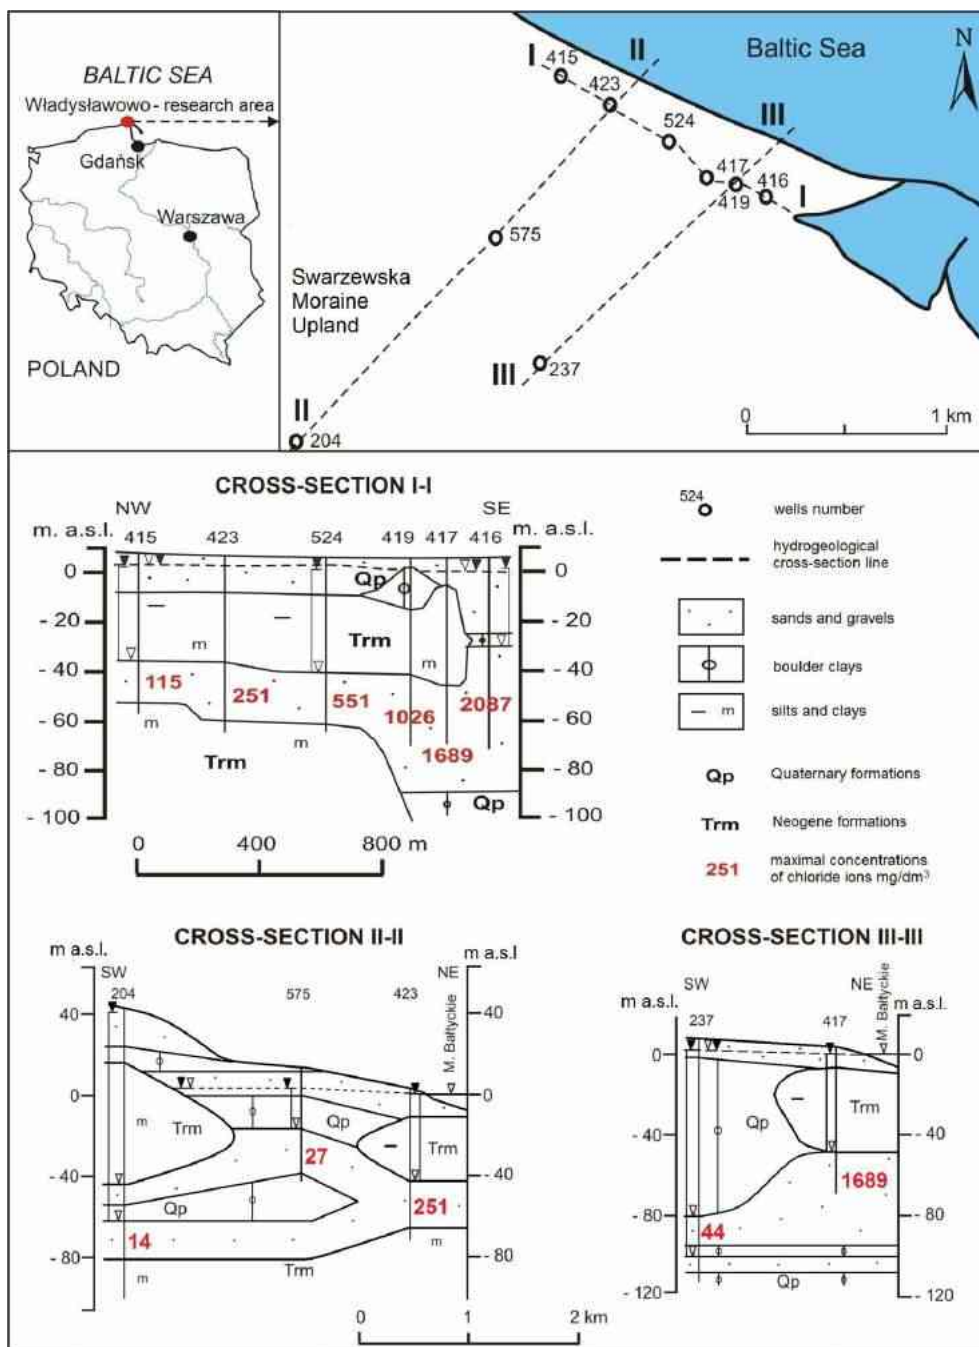 BALTIC SEA
Władysławowo - research area
Gdańsk
Warszawa
POLAND
Baltic Sea
N
I
415
II
423
III
524
417
416
419
I
575
Swarzewska
Moraine
Upland
III
237
II
204
0 1 km
CROSS-SECTION I-I
NW SE
m. a.s.l. 415 423 524 419 417 416 m. a.s.l.
0 Qp 0
- 20 - 20
m Trm m
- 40 - 40
115 251 551 1026 2087
- 60 - 60
m m 1689
Trm
- 80 - 80
Qp
- 100 - 100
0 400 800 m
524
wells number
hydrogeological
cross-section line
sands and gravels
boulder clays
m silts and clays
Qp Quaternary formations
Trm Neogene formations
251 maximal concentrations
of chloride ions mg/dm³
CROSS-SECTION II-II
m a.s.l. m a.s.l.
SW NE
204 575 423 M. Bałtyckie
40 40
0 0
m Trm Qp Trm
27
- 40 - 40
Qp 251
14 m
- 80 - 80
m Trm
0 1 2 km
CROSS-SECTION III-III
SW NE
m a.s.l. 237 417 M. Bałtyckie m a.s.l.
0 0
Qp Trm
- 40 - 40
1689
- 80 44 - 80
Qp
- 120 - 120